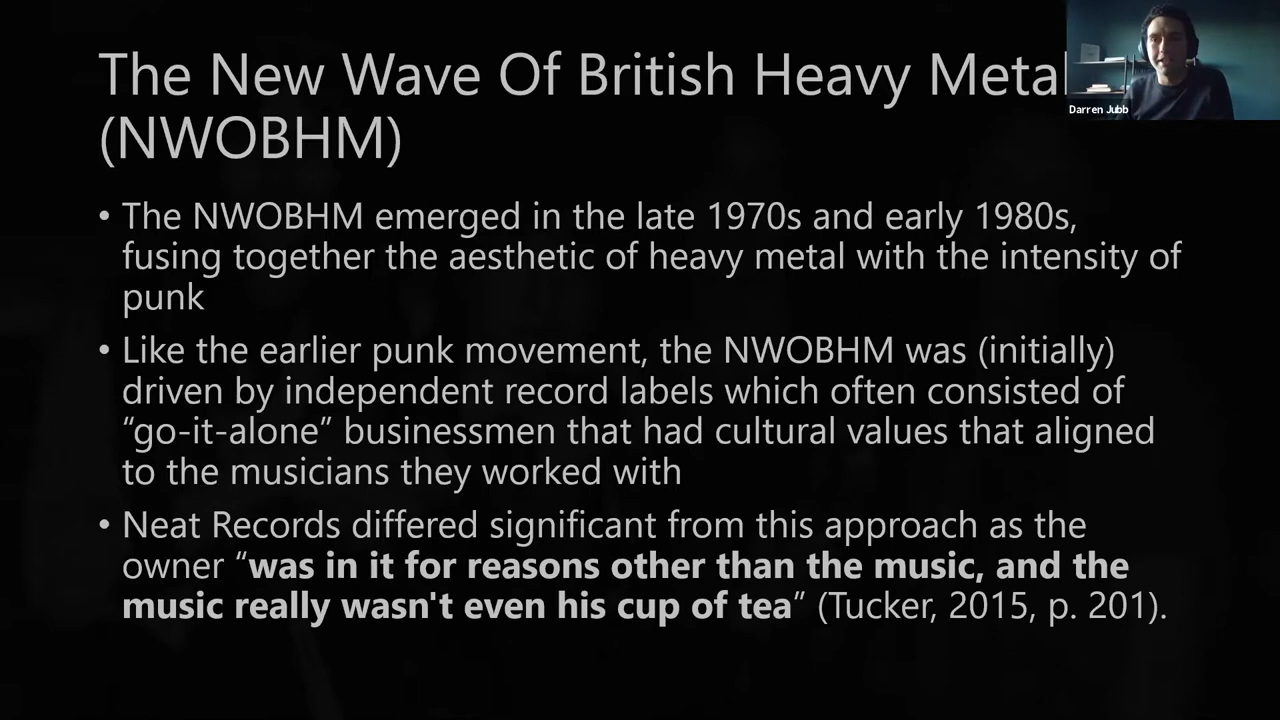 The New Wave Of British Heavy Metal
(NWOBHM)
Darren Jubb
• The NWOBHM emerged in the late 1970s and early 1980s,
fusing together the aesthetic of heavy metal with the intensity of
punk
• Like the earlier punk movement, the NWOBHM was (initially)
driven by independent record labels which often consisted of
“go-it-alone” businessmen that had cultural values that aligned
to the musicians they worked with
• Neat Records differed significant from this approach as the
owner “was in it for reasons other than the music, and the
music really wasn't even his cup of tea” (Tucker, 2015, p. 201).